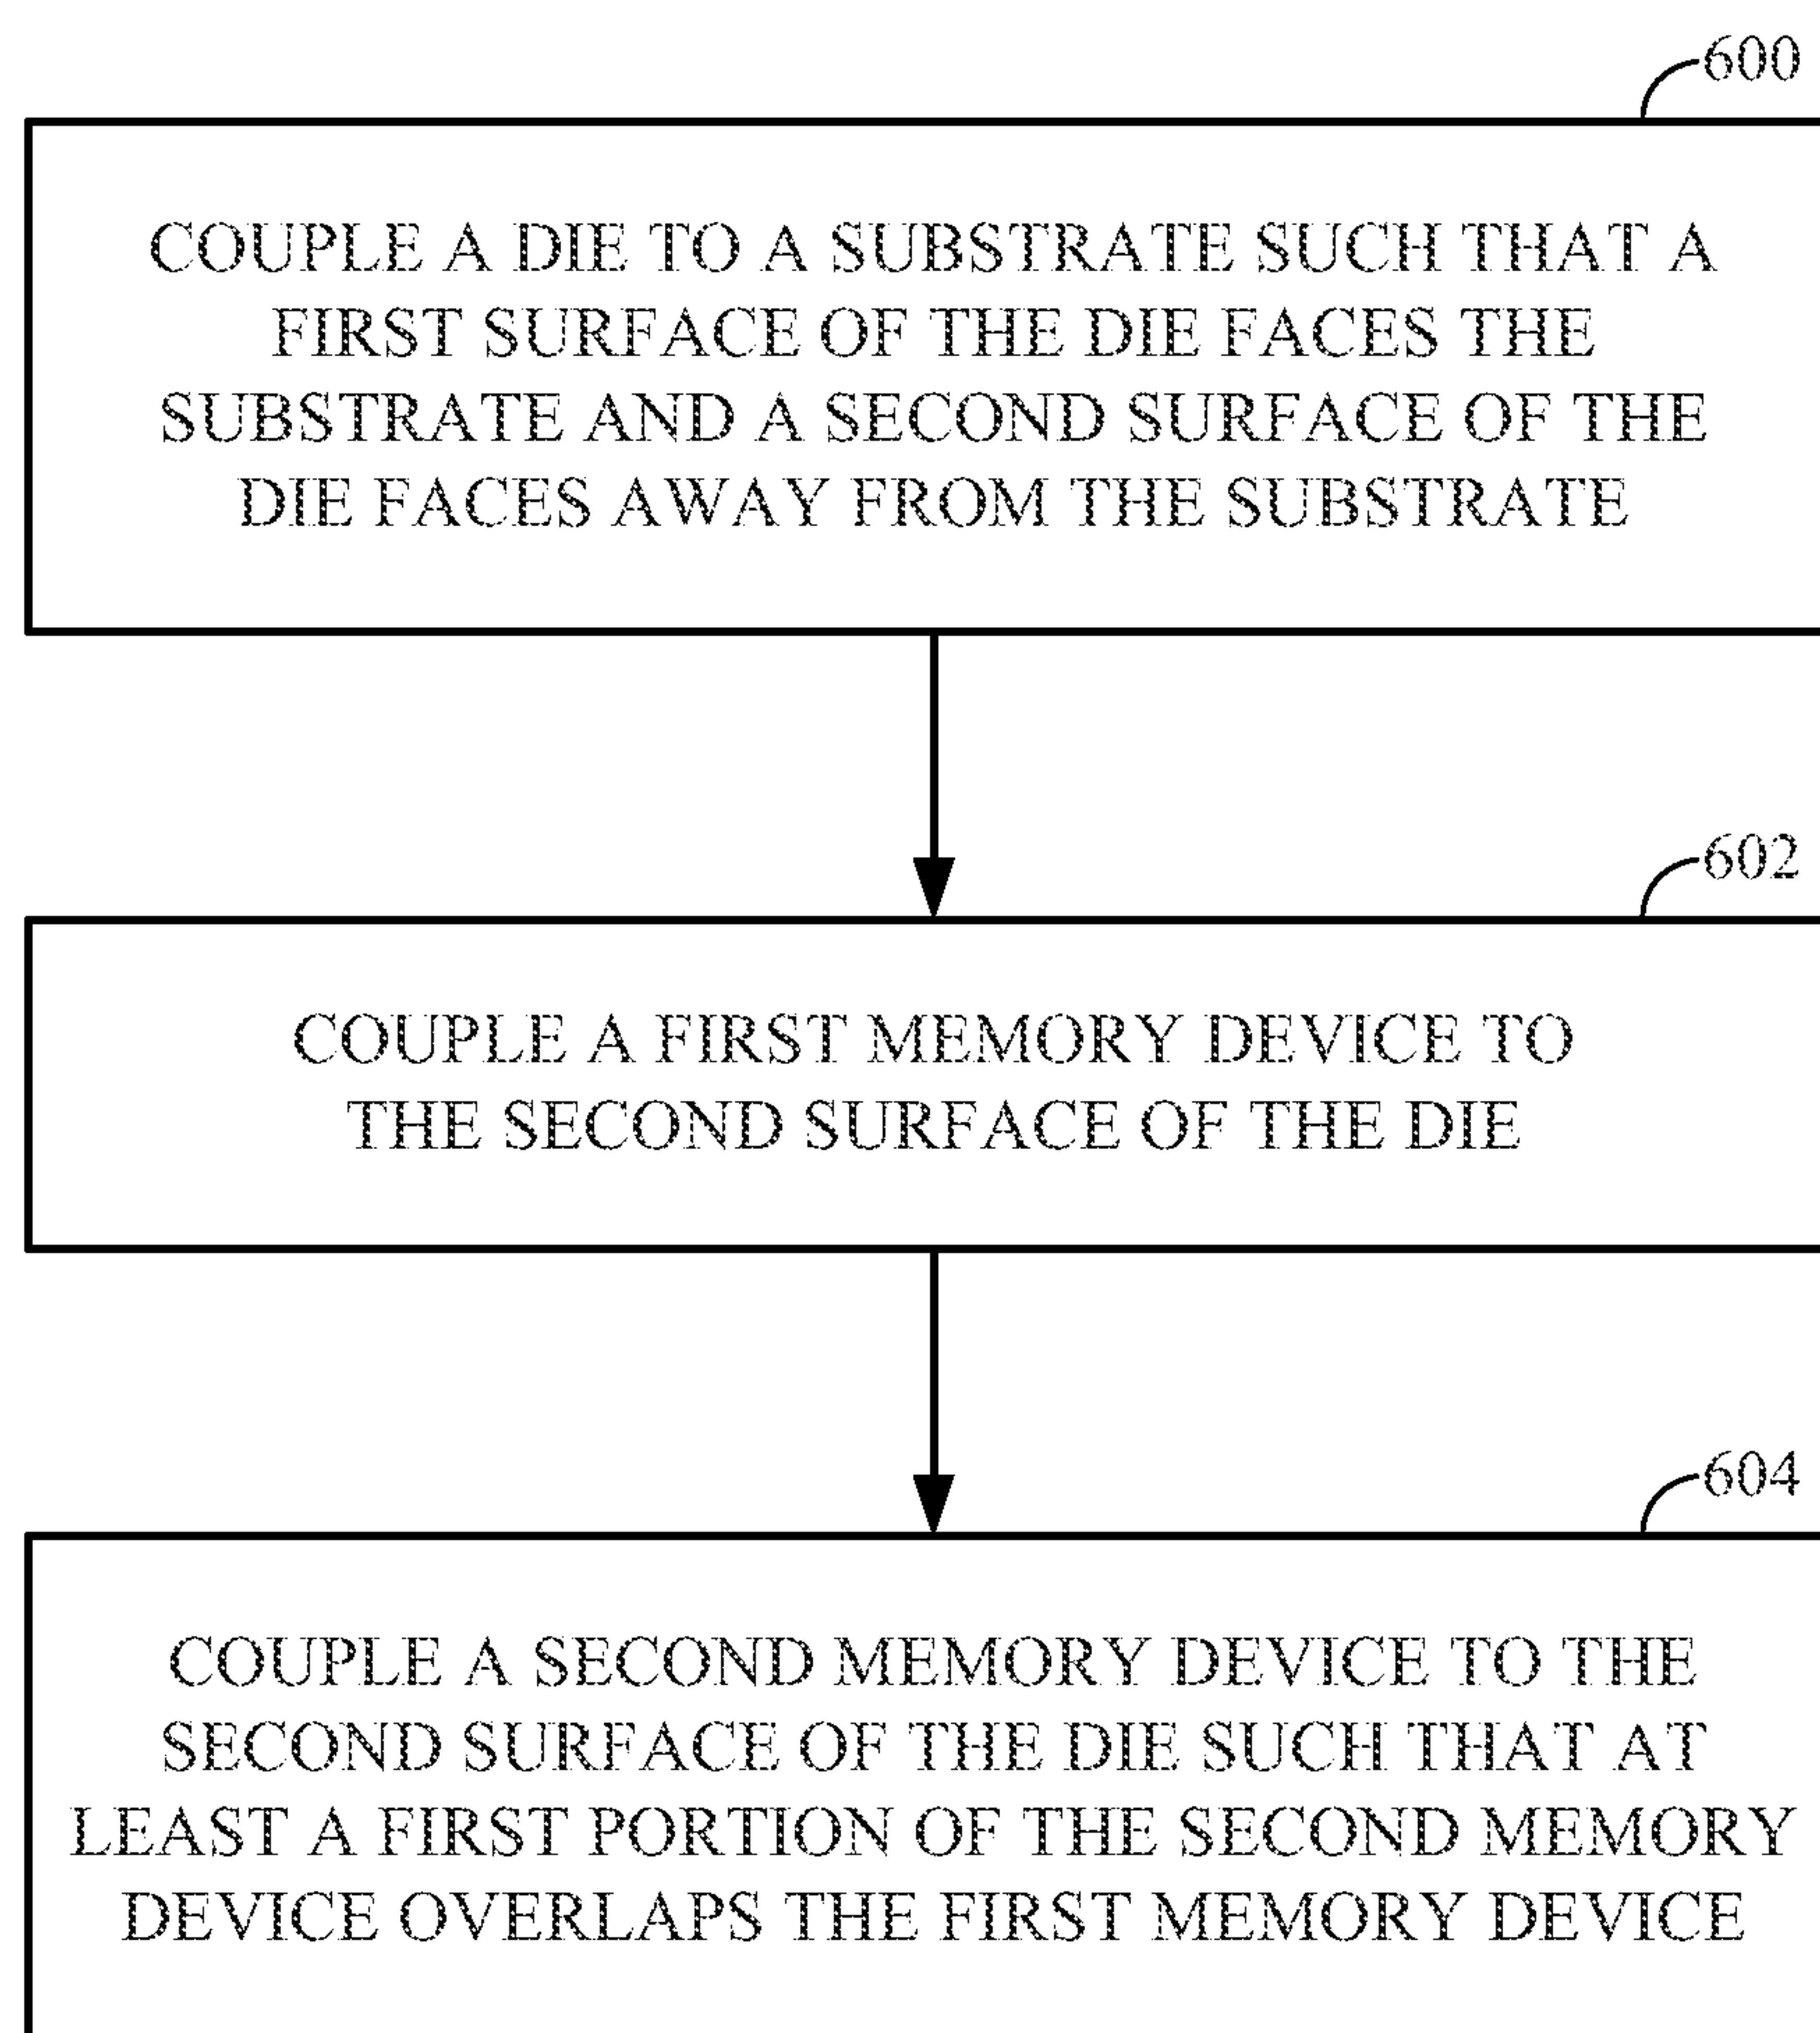 600
COUPLE A DIE TO A SUBSTRATE SUCH THAT A
FIRST SURFACE OF THE DIE FACES THE
SUBSTRATE AND A SECOND SURFACE OF THE
DIE FACES AWAY FROM THE SUBSTRATE
602
COUPLE A FIRST MEMORY DEVICE TO
THE SECOND SURFACE OF THE DIE
604
COUPLE A SECOND MEMORY DEVICE TO THE
SECOND SURFACE OF THE DIE SUCH THAT AT
LEAST A FIRST PORTION OF THE SECOND MEMORY
DEVICE OVERLAPS THE FIRST MEMORY DEVICE